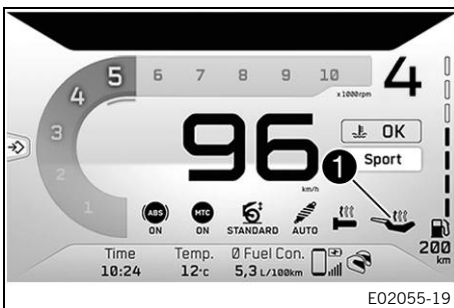 5 6 7 8 9 10 4
4
x 1000rpm
3
96
OK
2
1
Sport
km/h
1
(ABS) MTC
ON ON STANDARD AUTO
Time Temp. Ø Fuel Con. 200
10:24 12°c 5,3 L/100km km
E02055-19